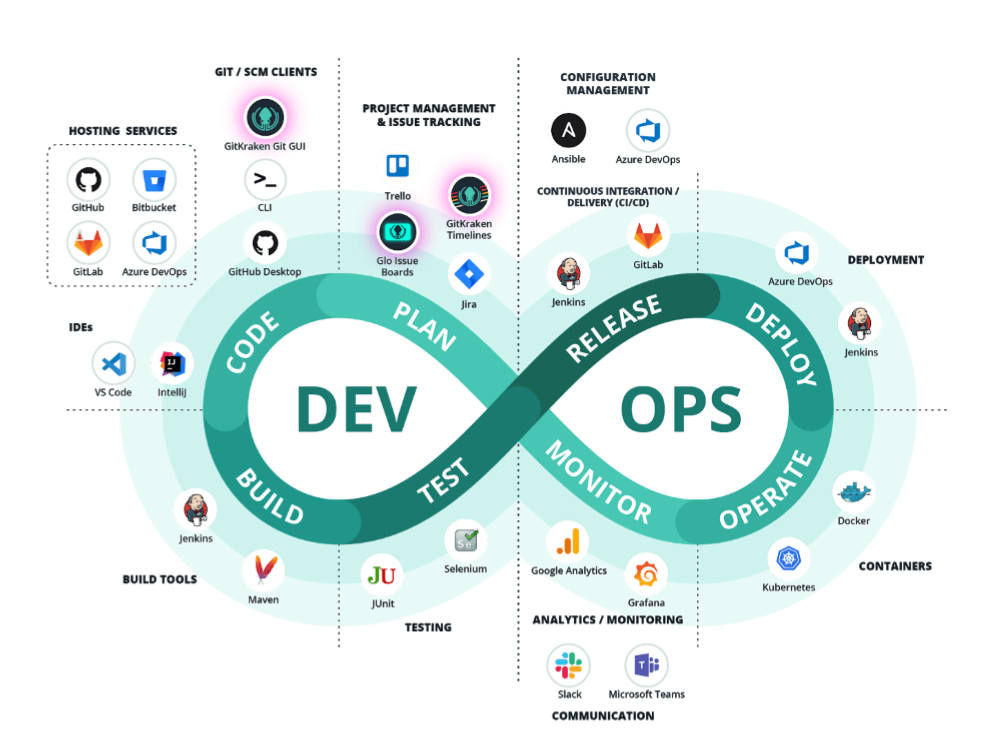 GIT / SCM CLIENTS
GitKraken Git GUI
CLI
GitHub Desktop
HOSTING SERVICES
GitHub
Bitbucket
GitLab
Azure DevOps
IDEs
VS Code
IntelliJ
PROJECT MANAGEMENT
& ISSUE TRACKING
Trello
GitKraken
Timelines
Glo Issue
Boards
Jira
CONFIGURATION
MANAGEMENT
Ansible
Azure DevOps
CONTINUOUS INTEGRATION /
DELIVERY (CI/CD)
GitLab
Jenkins
Azure DevOps
DEPLOYMENT
Jenkins
CODE
PLAN
RELEASE
DEPLOY
DEV
OPS
BUILD
TEST
MONITOR
OPERATE
Jenkins
Maven
BUILD TOOLS
Selenium
JUnit
TESTING
Google Analytics
Grafana
ANALYTICS / MONITORING
Docker
Kubernetes
CONTAINERS
Slack
Microsoft Teams
COMMUNICATION
>_
A
IJ
JU
Se
T